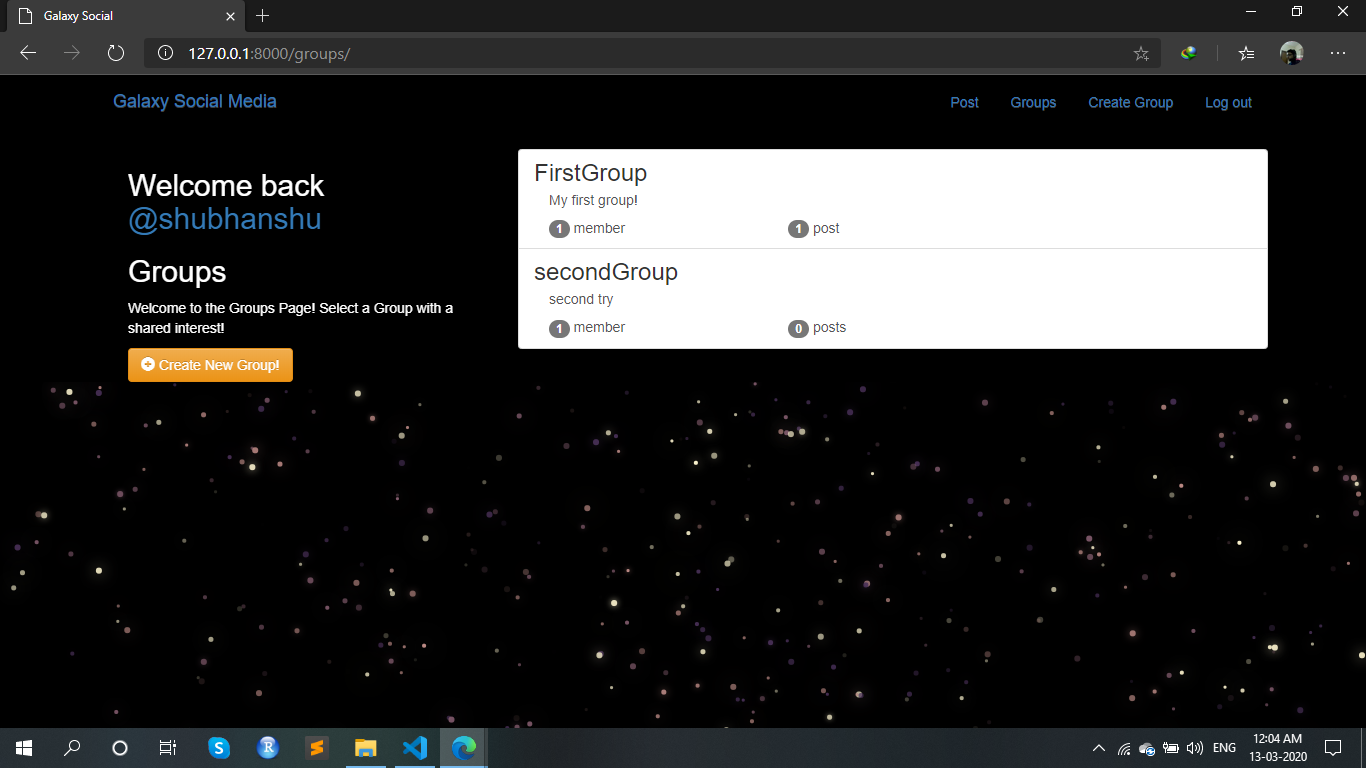 Galaxy Social
127.0.0.1:8000/groups/
Galaxy Social Media
Post
Groups
Create Group
Log out
Welcome back
@shubhanshu
Groups
Welcome to the Groups Page! Select a Group with a
shared interest!
Create New Group!
FirstGroup
My first group!
1 member
1 post
secondGroup
second try
1 member
0 posts
S
R
ENG
12:04 AM
13-03-2020